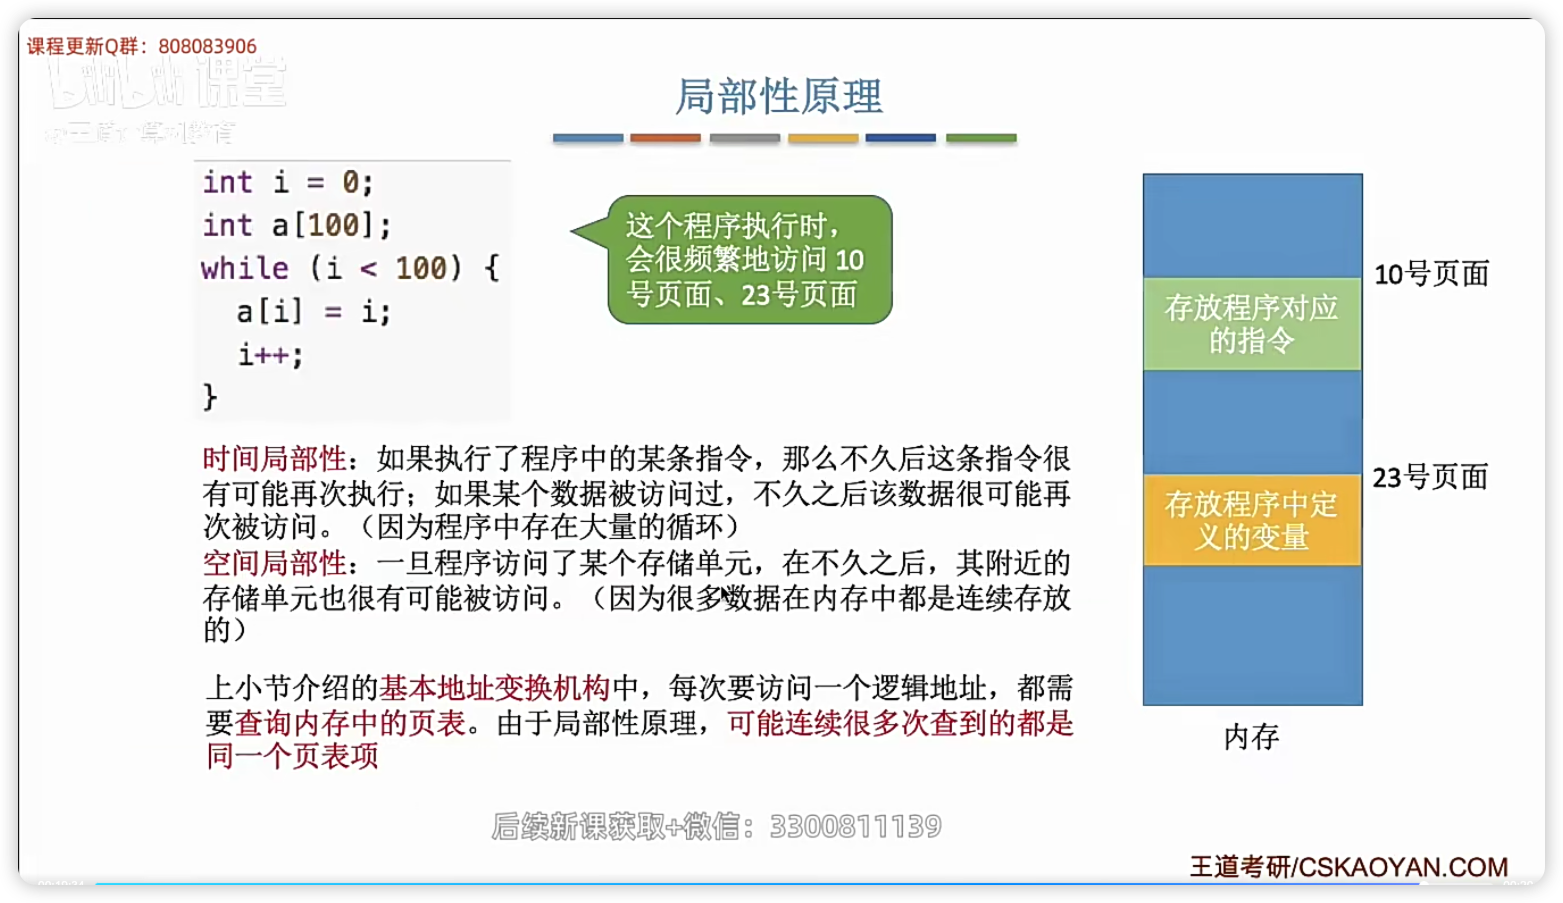 课程更新Q群：808083906
课堂
局部性原理
int i = 0;
int a[100];
while (i < 100) {
a[i] = i;
i++;
}
这个程序执行时，
会很频繁地访问 10
号页面、23号页面
10号页面
存放程序对应
的指令
23号页面
存放程序中定
义的变量
内存
时间局部性：如果执行了程序中的某条指令，那么不久后这条指令很
有可能再次执行；如果某个数据被访问过，不久之后该数据很可能再
次被访问。（因为程序中存在大量的循环）
空间局部性：一旦程序访问了某个存储单元，在不久之后，其附近的
存储单元也很有可能被访问。（因为很多数据在内存中都是连续存放
的）
上小节介绍的基本地址变换机构中，每次要访问一个逻辑地址，都需
要查询内存中的页表。由于局部性原理，可能连续很多次查到的都是
同一个页表项
后续新课获取+微信：3300811139
王道考研/CSKAOYAN.COM